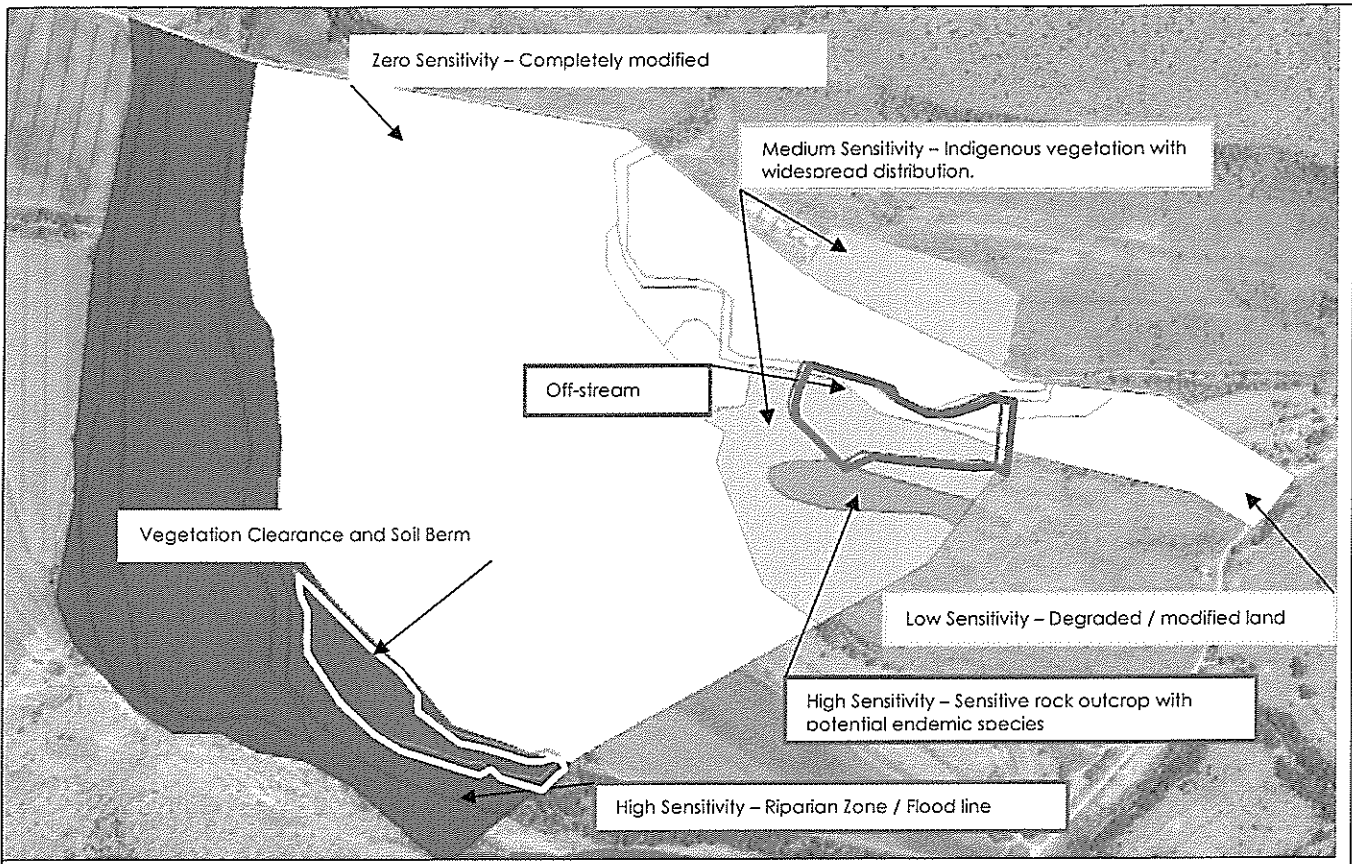 Zero Sensitivity – Completely modified
Medium Sensitivity – Indigenous vegetation with
widespread distribution.
Off-stream
Vegetation Clearance and Soil Berm
Low Sensitivity – Degraded / modified land
High Sensitivity – Sensitive rock outcrop with
potential endemic species
High Sensitivity – Riparian Zone / Flood line